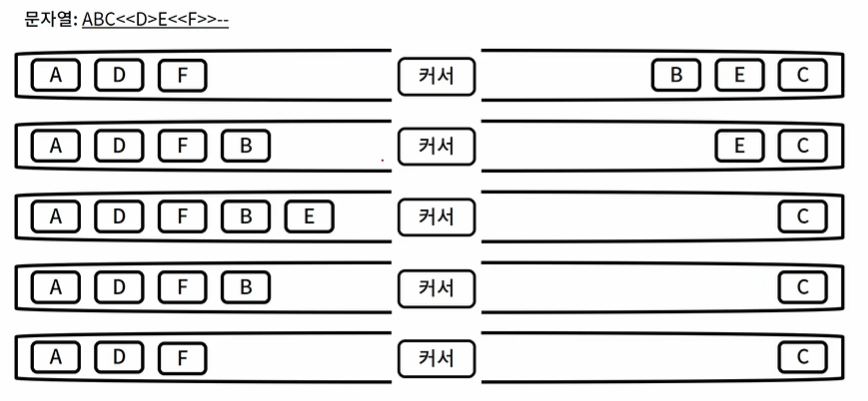 문자열: ABC<<D>E<<F>>--
A D F 커서 B E C
A D F B 커서 E C
A D F B E 커서 C
A D F B 커서 C
A D F 커서 C